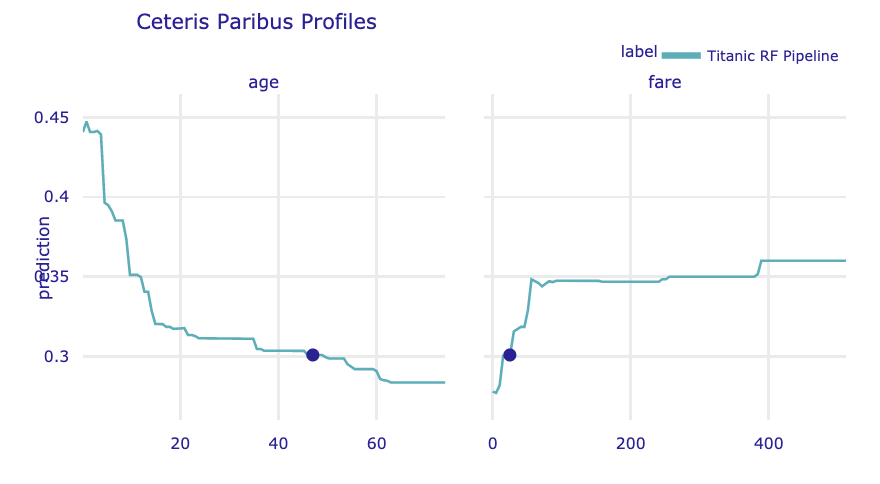 Ceteris Paribus Profiles
label Titanic RF Pipeline
age fare
0.45
0.4
0.35
0.3
prediction
20 40 60 0 200 400